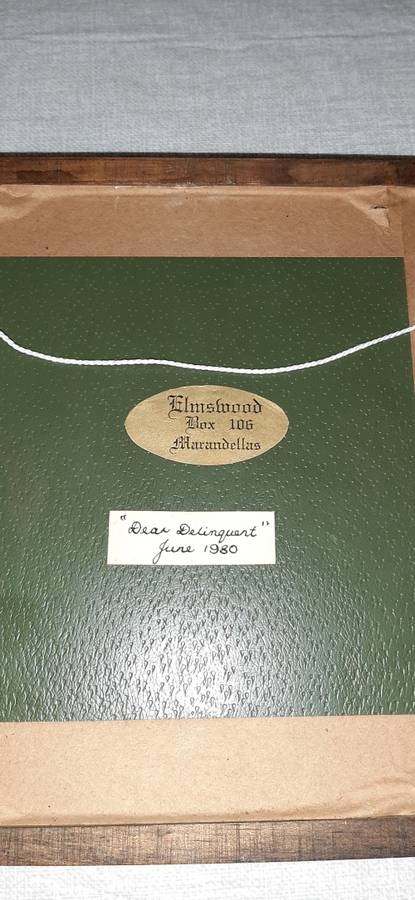 Elmswood
Box 106
Marandellas
"Dear Delinquent"
June 1980